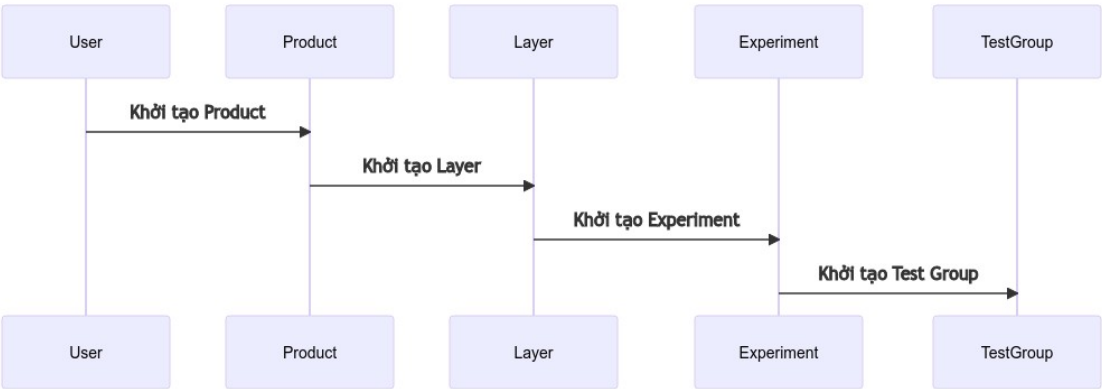 User
Product
Layer
Experiment
TestGroup
Khởi tạo Product
Khởi tạo Layer
Khởi tạo Experiment
Khởi tạo Test Group
User
Product
Layer
Experiment
TestGroup